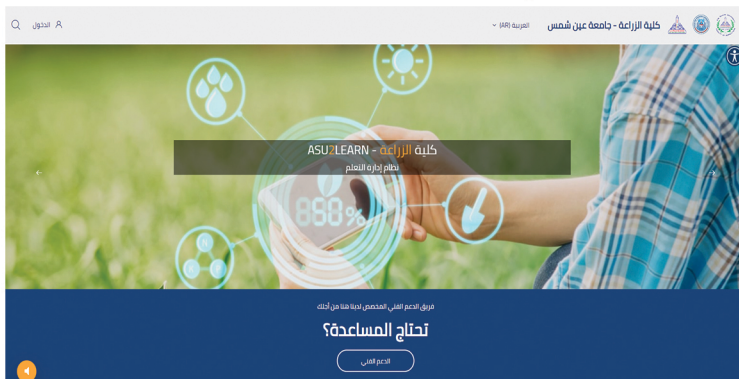 كلية الزراعة - جامعة عين شمس
العربية ‎(AR)‎
الدخول
كلية الزراعة - ASU2LEARN
نظام إدارة التعلم
888%
N
فريق الدعم الفني المخصص لدينا هنا من أجلك
تحتاج المساعدة؟
الدعم الفني